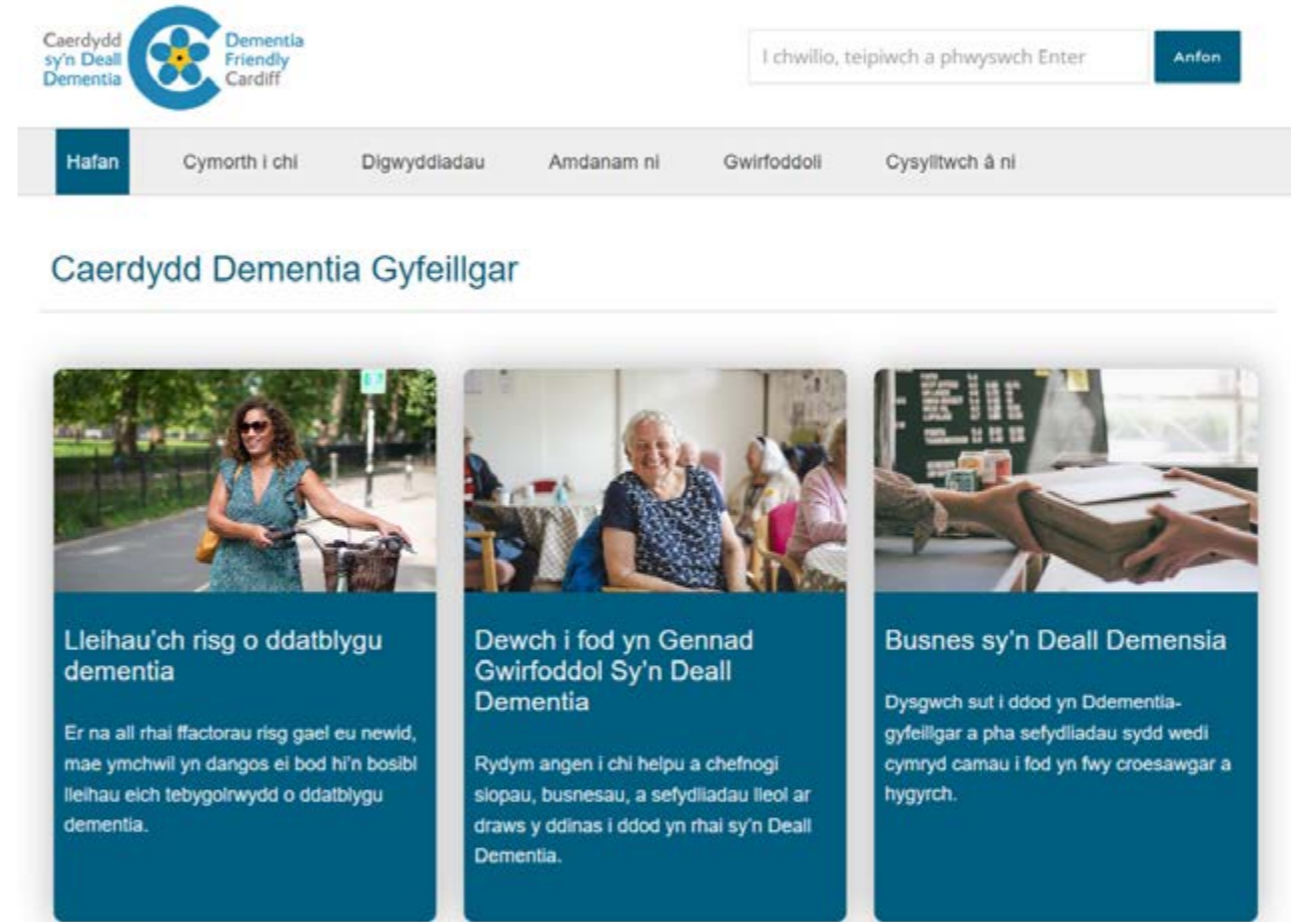 Caerdydd
sy'n Deall
Dementia
Dementia
Friendly
Cardiff
I chwilio, teipiwch a phwyswch Enter
Anfon
Hafan Cymorth i chi Digwyddiadau Amdanam ni Gwirfoddoli Cysylltwch â ni
Caerdydd Dementia Gyfeillgar
Lleihau'ch risg o ddatblygu
dementia
Er na all rhai ffactorau risg gael eu newid,
mae ymchwil yn dangos ei bod hi'n bosibl
lleihau eich tebygolrwydd o ddatblygu
dementia.
Dewch i fod yn Gennad
Gwirfoddol Sy'n Deall
Dementia
Rydym angen i chi helpu a chefnogi
siopau, busnesau, a sefydliadau lleol ar
draws y ddinas i ddod yn rhai sy'n Deall
Dementia.
Busnes sy'n Deall Demensia
Dysgwch sut i ddod yn Ddementia-
gyfeillgar a pha sefydliadau sydd wedi
cymryd camau i fod yn fwy croesawgar a
hygyrch.